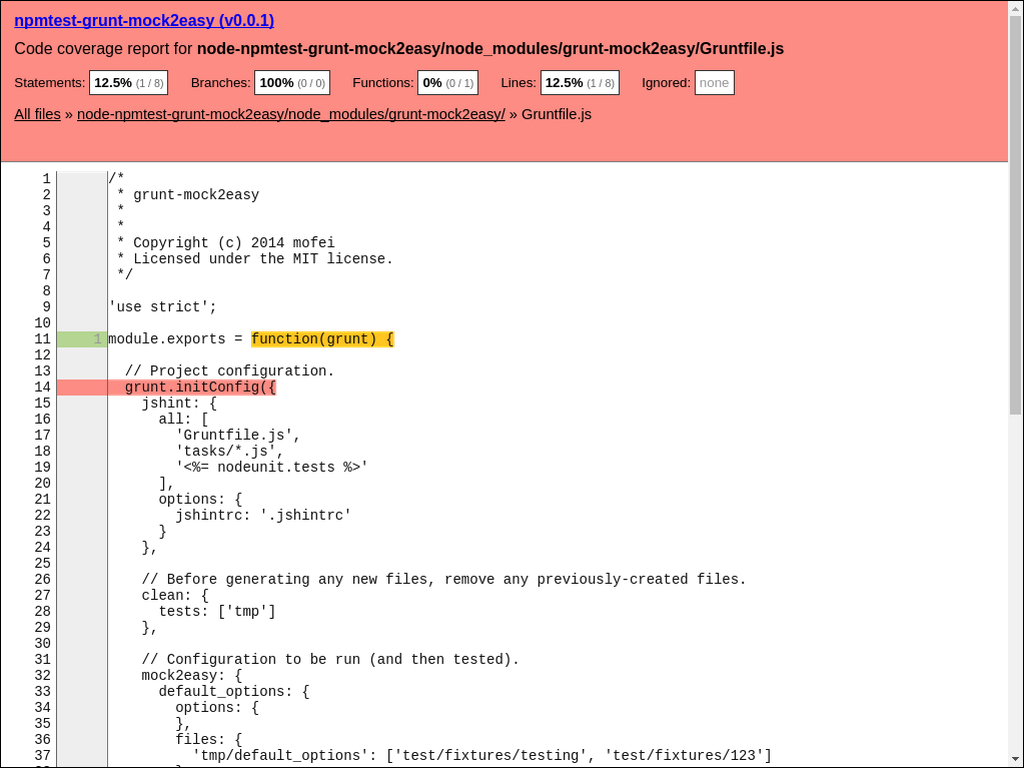 npmtest-grunt-mock2easy (v0.0.1)
Code coverage report for node-npmtest-grunt-mock2easy/node_modules/grunt-mock2easy/Gruntfile.js
Statements: 12.5% (1 / 8) Branches: 100% (0 / 0) Functions: 0% (0 / 1) Lines: 12.5% (1 / 8) Ignored: none
All files » node-npmtest-grunt-mock2easy/node_modules/grunt-mock2easy/ » Gruntfile.js
1 /*
2  * grunt-mock2easy
3  *
4  *
5  * Copyright (c) 2014 mofei
6  * Licensed under the MIT license.
7  */
8
9 'use strict';
10
11 1 module.exports = function(grunt) {
12
13   // Project configuration.
14   grunt.initConfig({
15     jshint: {
16       all: [
17         'Gruntfile.js',
18         'tasks/*.js',
19         '<%= nodeunit.tests %>'
20       ],
21       options: {
22         jshintrc: '.jshintrc'
23       }
24     },
25
26     // Before generating any new files, remove any previously-created files.
27     clean: {
28       tests: ['tmp']
29     },
30
31     // Configuration to be run (and then tested).
32     mock2easy: {
33       default_options: {
34         options: {
35         },
36         files: {
37           'tmp/default_options': ['test/fixtures/testing', 'test/fixtures/123']